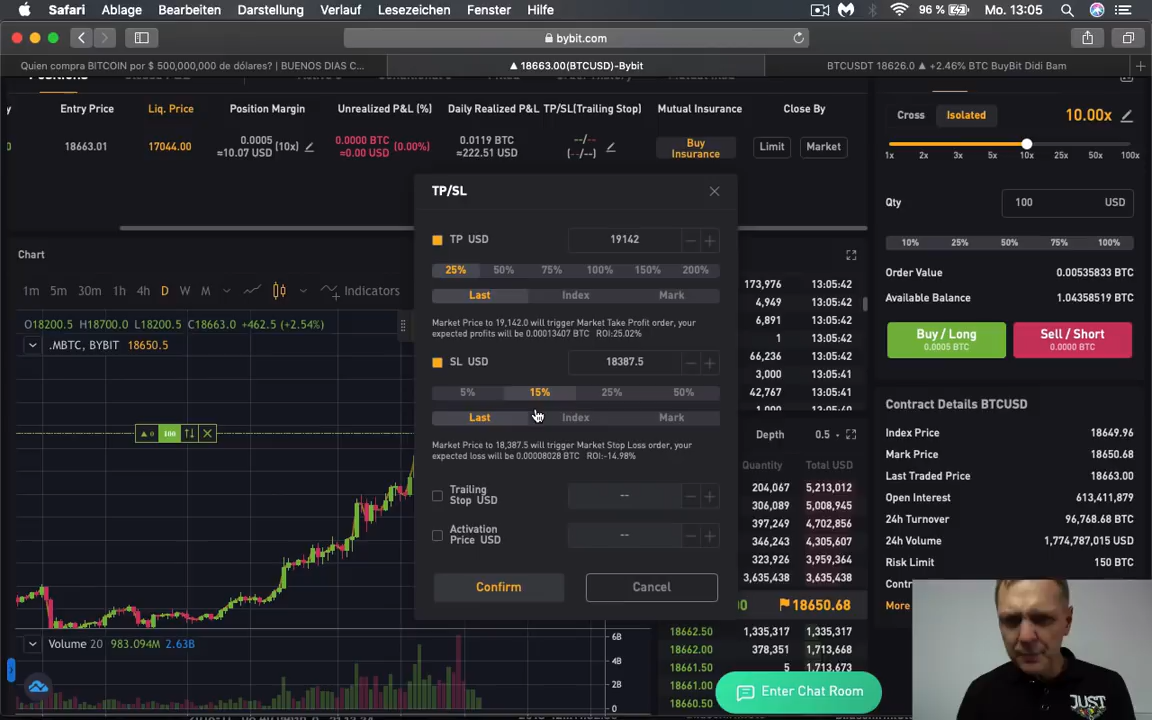 Safari Ablage Bearbeiten Darstellung Verlauf Lesezeichen Fenster Hilfe 96 % Mo. 13:05
bybit.com
Quien compra BITCOIN por $ 500,000,000 de dólares? | BUENOS DIAS C...
▲ 18663.00(BTCUSD)-Bybit
BTCUSDT 18626.0 ▲ +2.46% BTC BuyBit Didi Bam
Entry Price Liq. Price Position Margin Unrealized P&L (%) Daily Realized P&L TP/SL(Trailing Stop) Mutual Insurance Close By
18663.01 17044.00 0.0005 (10x) 0.0000 BTC 0.0119 BTC --/-- Buy Insurance Limit Market
≈10.07 USD ≈0.00 USD (0.00%) ≈222.51 USD (--/--)
Cross Isolated 10.00x
1x 2x 3x 5x 10x 25x 50x 100x
Qty 100 USD
10% 25% 50% 75% 100%
Order Value 0.00535833 BTC
Available Balance 1.04358519 BTC
Buy / Long
0.0005 BTC
Sell / Short
0.0000 BTC
Contract Details BTCUSD
Index Price 18649.96
Mark Price 18650.68
Last Traded Price 18663.00
Open Interest 613,411,879
24h Turnover 96,768.68 BTC
24h Volume 1,774,787,015 USD
Risk Limit 150 BTC
Contr
More
TP/SL
TP USD 19142
25% 50% 75% 100% 150% 200%
Last Index Mark
Market Price to 19,142.0 will trigger Market Take Profit order, your
expected profits will be 0.00013407 BTC ROI:25.02%
SL USD 18387.5
5% 15% 25% 50%
Last Index Mark
Market Price to 18,387.5 will trigger Market Stop Loss order, your
expected loss will be 0.00008028 BTC ROI:-14.98%
Trailing
Stop USD --
Activation
Price USD --
Confirm Cancel
Chart
1m 5m 30m 1h 4h D W M Indicators
O18200.5 H18700.0 L18200.5 C18663.0 +462.5 (+2.54%)
.MBTC, BYBIT 18650.5
▲0 100
Volume 20 983.094M 2.63B
6B
4B
2B
0
173,976 13:05:42
4,949 13:05:42
6,891 13:05:42
1 13:05:42
66,236 13:05:42
3,000 13:05:41
42,767 13:05:41
Depth 0.5
Quantity Total USD
204,067 5,213,012
306,089 5,008,945
397,249 4,702,856
346,243 4,305,607
323,926 3,959,364
3,635,438 3,635,438
18650.68
18662.50 1,335,317 1,335,317
18662.00 378,351 1,713,668
18661.50 5 1,713,673
18661.00
18660.50
Enter Chat Room
JUST